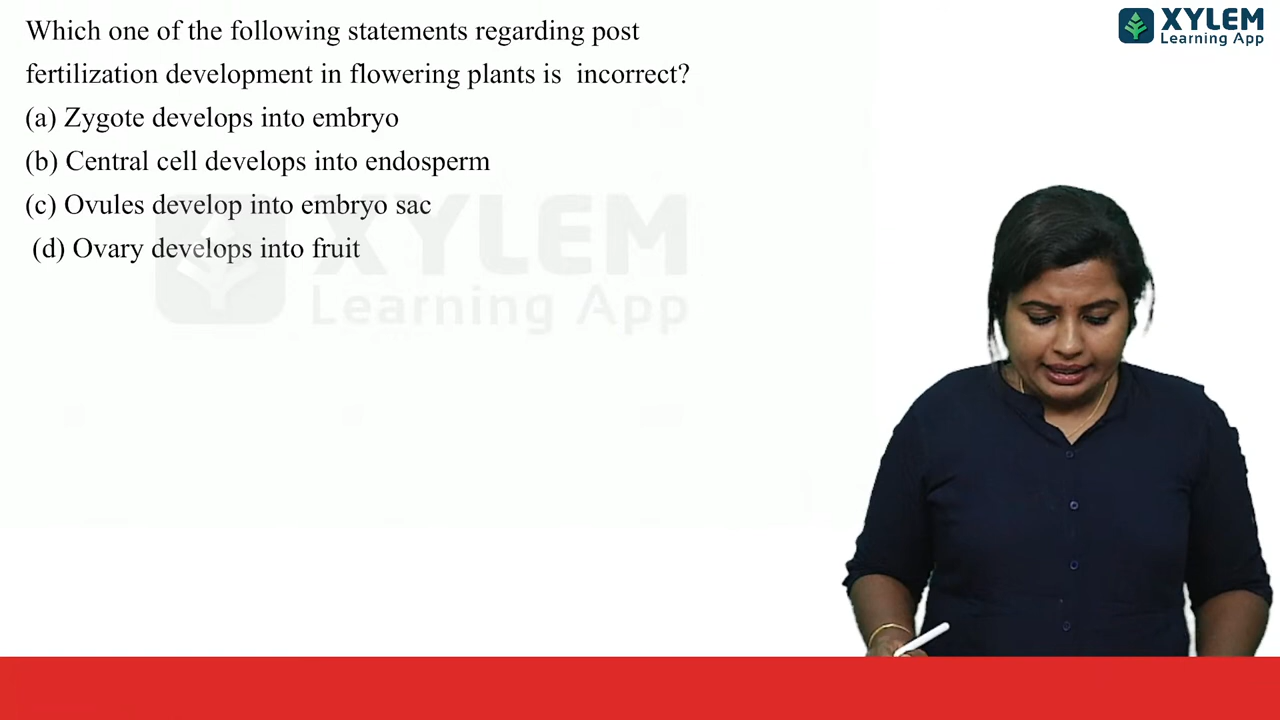 Which one of the following statements regarding post
fertilization development in flowering plants is incorrect?
(a) Zygote develops into embryo
(b) Central cell develops into endosperm
(c) Ovules develop into embryo sac
(d) Ovary develops into fruit
XYLEM
Learning App
XYLEM
Learning App